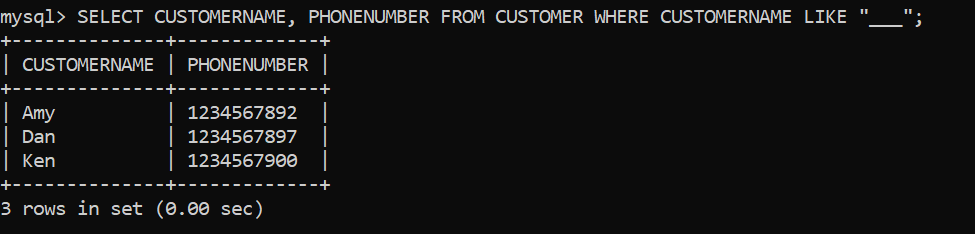 mysql> SELECT CUSTOMERNAME, PHONENUMBER FROM CUSTOMER WHERE CUSTOMERNAME LIKE "___";
+--------------+-------------+
| CUSTOMERNAME | PHONENUMBER |
+--------------+-------------+
| Amy          | 1234567892  |
| Dan          | 1234567897  |
| Ken          | 1234567900  |
+--------------+-------------+
3 rows in set (0.00 sec)